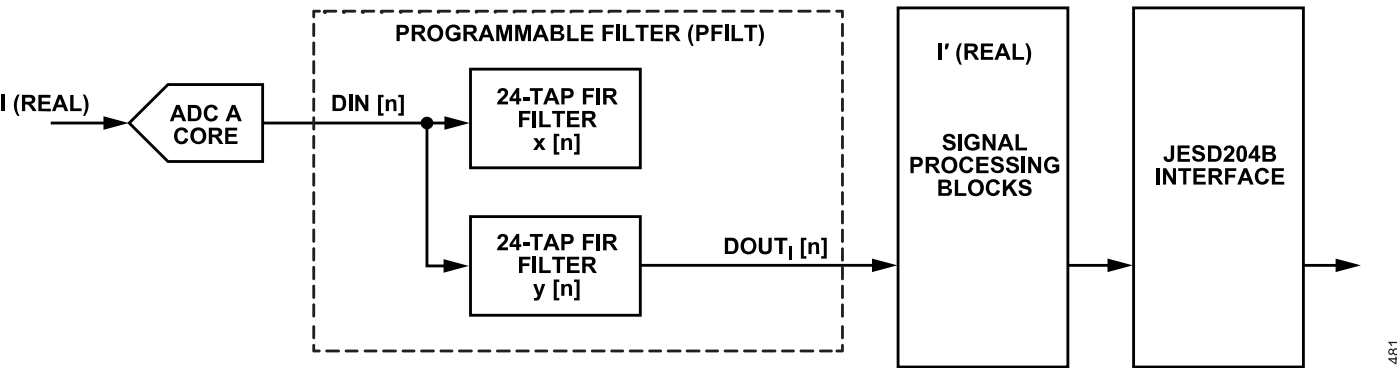 PROGRAMMABLE FILTER (PFILT)
I (REAL)
ADC A
CORE
DIN [n]
24-TAP FIR
FILTER
x [n]
24-TAP FIR
FILTER
y [n]
DOUTI [n]
I′ (REAL)
SIGNAL
PROCESSING
BLOCKS
JESD204B
INTERFACE
481